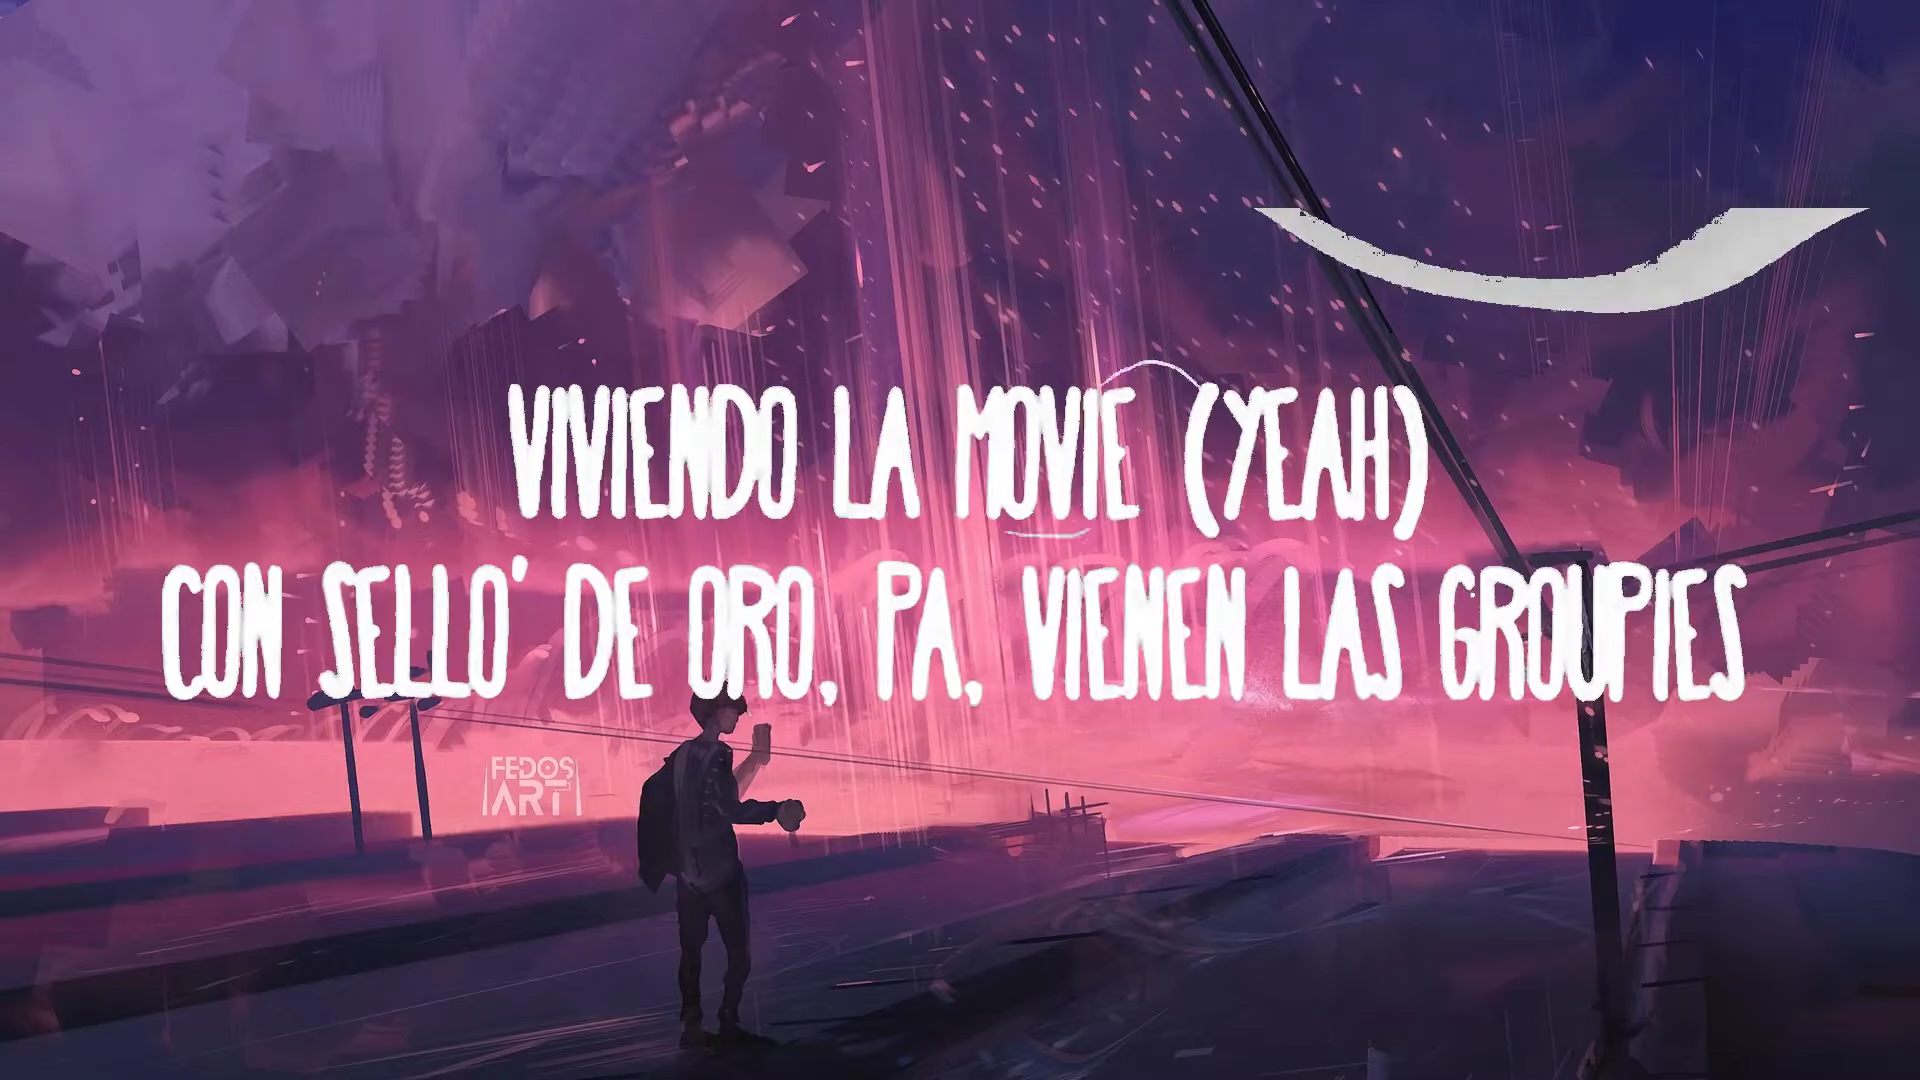 VIVIENDO LA MOVIE (YEAH)
CON SELLO' DE ORO, PA, VIENEN LAS GROUPIES
FEDOS
ART